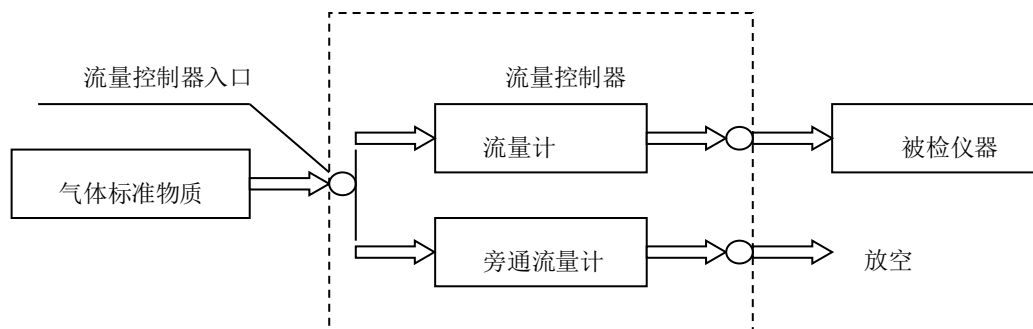 流量控制器入口
流量控制器
流量计
被检仪器
气体标准物质
旁通流量计
放空